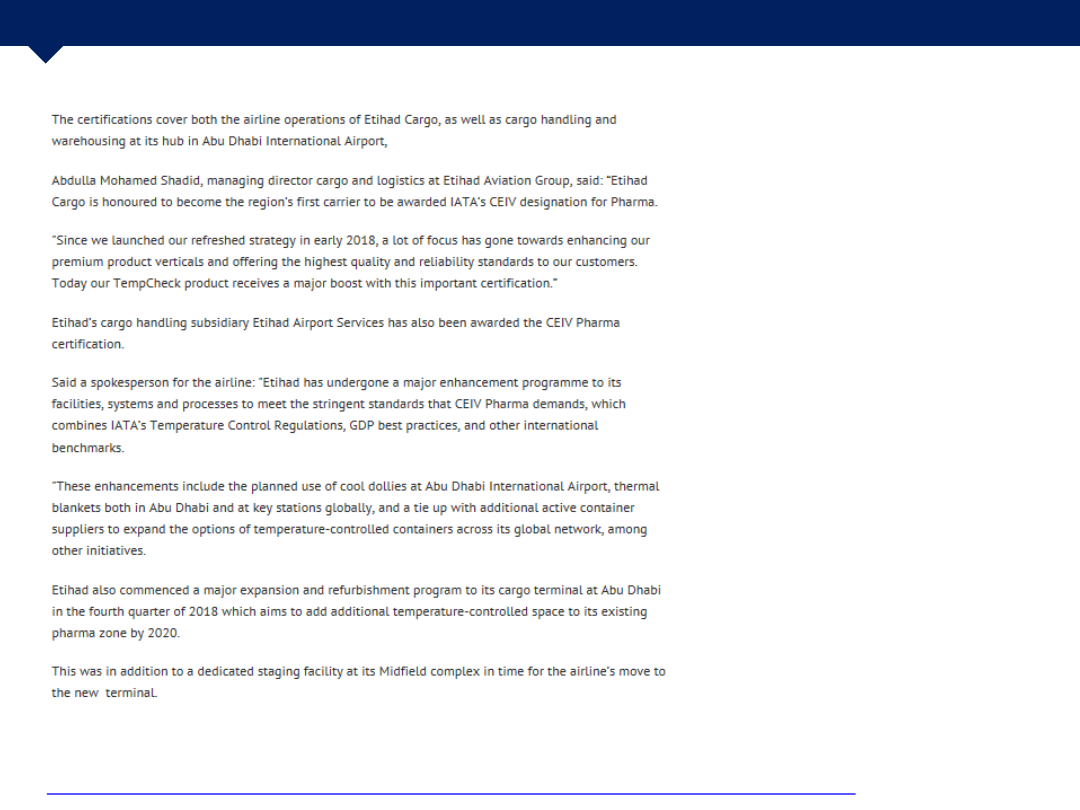 The certifications cover both the airline operations of Etihad Cargo, as well as cargo handling and
warehousing at its hub in Abu Dhabi International Airport,
Abdulla Mohamed Shadid, managing director cargo and logistics at Etihad Aviation Group, said: “Etihad
Cargo is honoured to become the region’s first carrier to be awarded IATA’s CEIV designation for Pharma.
"Since we launched our refreshed strategy in early 2018, a lot of focus has gone towards enhancing our
premium product verticals and offering the highest quality and reliability standards to our customers.
Today our TempCheck product receives a major boost with this important certification.”
Etihad’s cargo handling subsidiary Etihad Airport Services has also been awarded the CEIV Pharma
certification.
Said a spokesperson for the airline: "Etihad has undergone a major enhancement programme to its
facilities, systems and processes to meet the stringent standards that CEIV Pharma demands, which
combines IATA’s Temperature Control Regulations, GDP best practices, and other international
benchmarks.
"These enhancements include the planned use of cool dollies at Abu Dhabi International Airport, thermal
blankets both in Abu Dhabi and at key stations globally, and a tie up with additional active container
suppliers to expand the options of temperature-controlled containers across its global network, among
other initiatives.
Etihad also commenced a major expansion and refurbishment program to its cargo terminal at Abu Dhabi
in the fourth quarter of 2018 which aims to add additional temperature-controlled space to its existing
pharma zone by 2020.
This was in addition to a dedicated staging facility at its Midfield complex in time for the airline’s move to
the new  terminal.